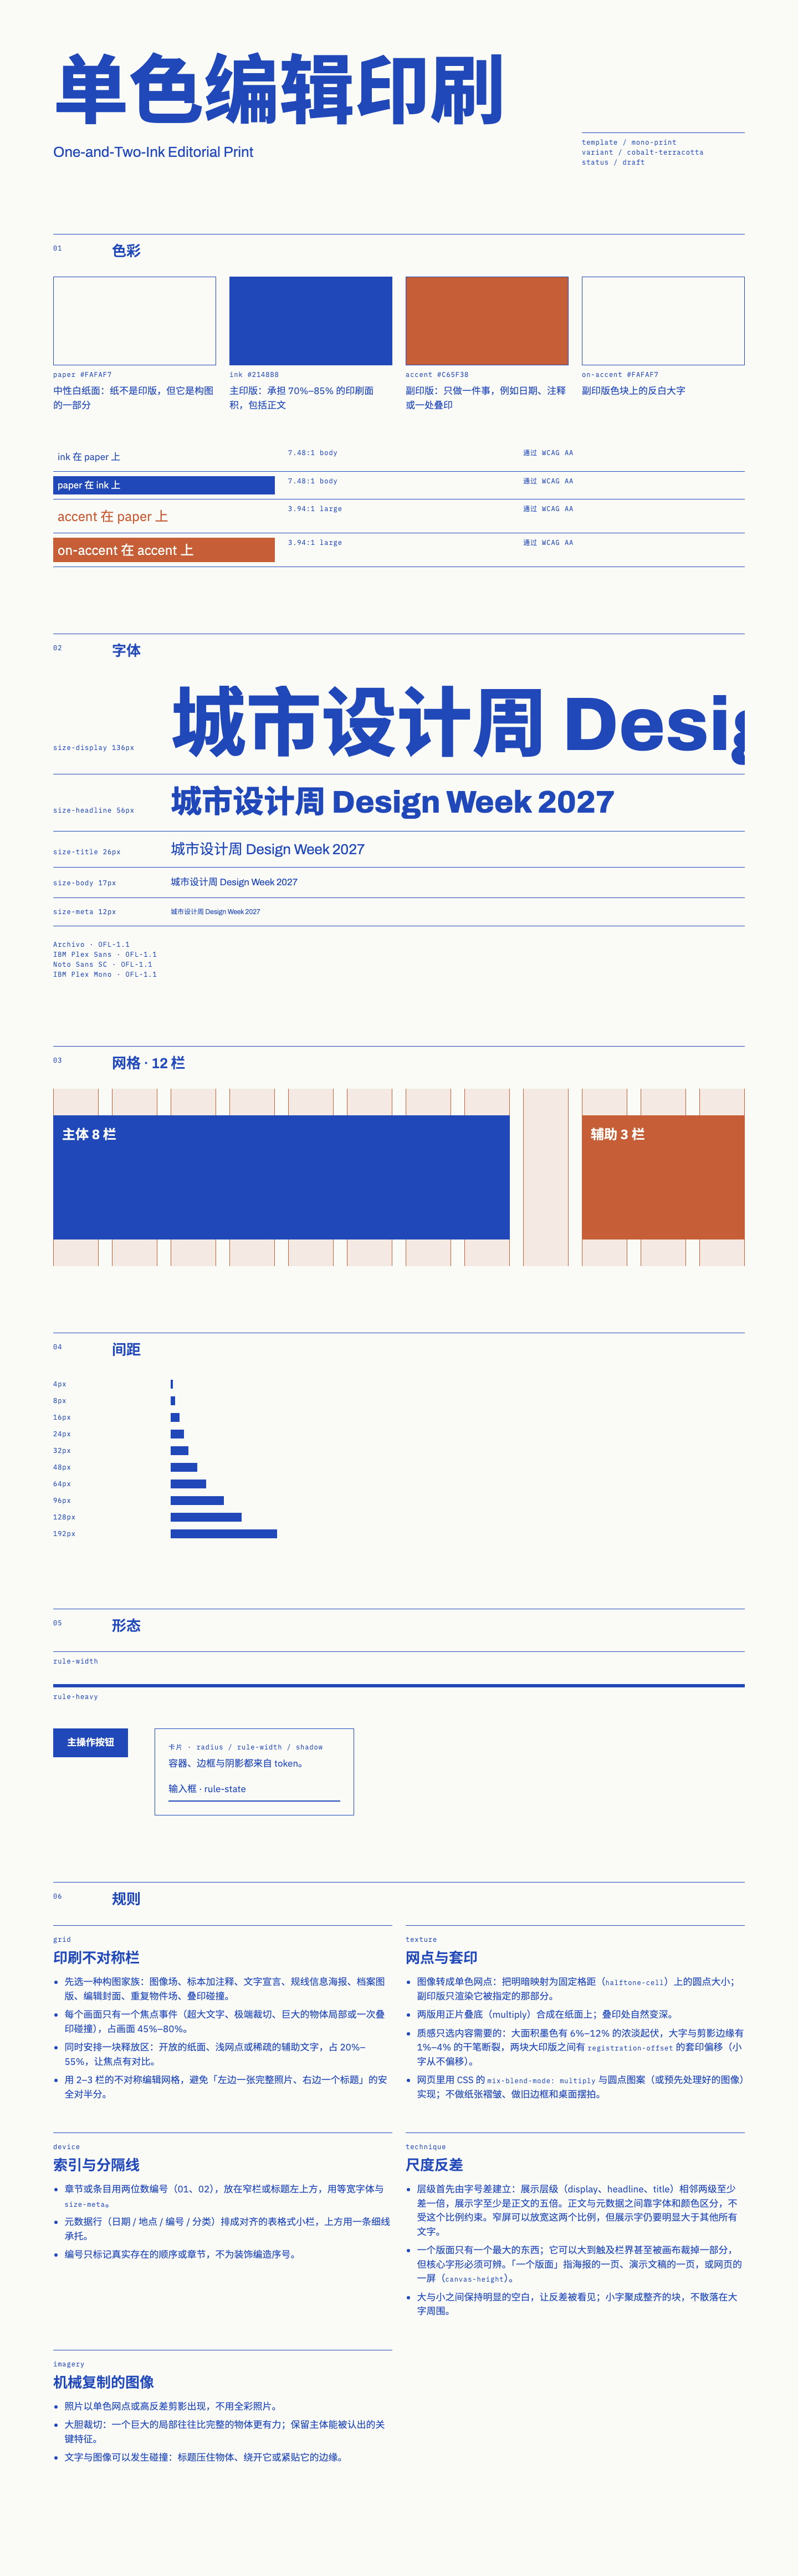 单色编辑印刷
One-and-Two-Ink Editorial Print
template / mono-print
variant / cobalt-terracotta
status / draft
01
色彩
paper #FAFAF7
中性白纸面：纸不是印版，但它是构图
的一部分
ink #2148B8
主印版：承担 70%–85% 的印刷面
积，包括正文
accent #C65F38
副印版：只做一件事，例如日期、注释
或一处叠印
on-accent #FAFAF7
副印版色块上的反白大字
ink 在 paper 上
7.48:1 body
通过 WCAG AA
paper 在 ink 上
7.48:1 body
通过 WCAG AA
accent 在 paper 上
3.94:1 large
通过 WCAG AA
on-accent 在 accent 上
3.94:1 large
通过 WCAG AA
02
字体
size-display 136px
城市设计周 Desig
size-headline 56px
城市设计周 Design Week 2027
size-title 26px
城市设计周 Design Week 2027
size-body 17px
城市设计周 Design Week 2027
size-meta 12px
城市设计周 Design Week 2027
Archivo · OFL-1.1
IBM Plex Sans · OFL-1.1
Noto Sans SC · OFL-1.1
IBM Plex Mono · OFL-1.1
03
网格 · 12 栏
主体 8 栏
辅助 3 栏
04
间距
4px
8px
16px
24px
32px
48px
64px
96px
128px
192px
05
形态
rule-width
rule-heavy
主操作按钮
卡片 · radius / rule-width / shadow
容器、边框与阴影都来自 token。
输入框 · rule-state
06
规则
grid
印刷不对称栏
先选一种构图家族：图像场、标本加注释、文字宣言、规线信息海报、档案图
版、编辑封面、重复物件场、叠印碰撞。
每个画面只有一个焦点事件（超大文字、极端裁切、巨大的物体局部或一次叠
印碰撞），占画面 45%–80%。
同时安排一块释放区：开放的纸面、浅网点或稀疏的辅助文字，占 20%–
55%，让焦点有对比。
用 2–3 栏的不对称编辑网格，避免「左边一张完整照片、右边一个标题」的安
全对半分。
texture
网点与套印
图像转成单色网点：把明暗映射为固定格距（halftone-cell）上的圆点大小；
副印版只渲染它被指定的那部分。
两版用正片叠底（multiply）合成在纸面上；叠印处自然变深。
质感只选内容需要的：大面积墨色有 6%–12% 的浓淡起伏，大字与剪影边缘有
1%–4% 的干笔断裂，两块大印版之间有 registration-offset 的套印偏移（小
字从不偏移）。
网页里用 CSS 的 mix-blend-mode: multiply 与圆点图案（或预先处理好的图像）
实现；不做纸张褶皱、做旧边框和桌面摆拍。
device
索引与分隔线
章节或条目用两位数编号（01、02），放在窄栏或标题左上方，用等宽字体与
size-meta。
元数据行（日期 / 地点 / 编号 / 分类）排成对齐的表格式小栏，上方用一条细线
承托。
编号只标记真实存在的顺序或章节，不为装饰编造序号。
technique
尺度反差
层级首先由字号差建立：展示层级（display、headline、title）相邻两级至少
差一倍，展示字至少是正文的五倍。正文与元数据之间靠字体和颜色区分，不
受这个比例约束。窄屏可以放宽这两个比例，但展示字仍要明显大于其他所有
文字。
一个版面只有一个最大的东西；它可以大到触及栏界甚至被画布裁掉一部分，
但核心字形必须可辨。「一个版面」指海报的一页、演示文稿的一页，或网页的
一屏（canvas-height）。
大与小之间保持明显的空白，让反差被看见；小字聚成整齐的块，不散落在大
字周围。
imagery
机械复制的图像
照片以单色网点或高反差剪影出现，不用全彩照片。
大胆裁切：一个巨大的局部往往比完整的物体更有力；保留主体能被认出的关
键特征。
文字与图像可以发生碰撞：标题压住物体、绕开它或紧贴它的边缘。